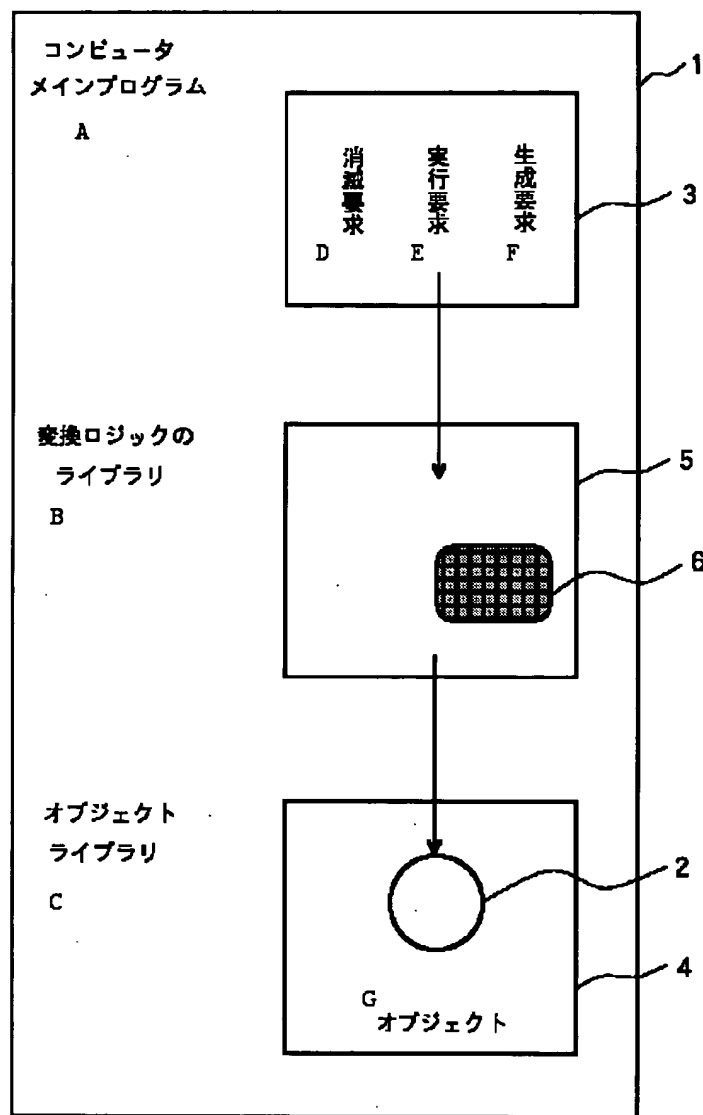 コンピュータ
メインプログラム
A
1
消滅要求
実行要求
生成要求
D
E
F
3
変換ロジックの
ライブラリ
B
5
6
オブジェクト
ライブラリ
C
2
4
G
オブジェクト